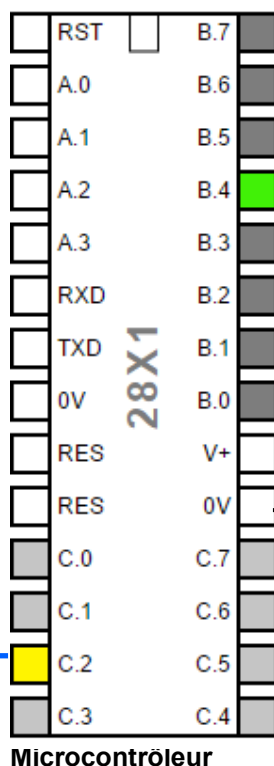 RST B.7
A.0 B.6
A.1 B.5
A.2 B.4
A.3 B.3
RXD B.2
TXD B.1
0V B.0
RES V+
RES 0V
C.0 C.7
C.1 C.6
C.2 C.5
C.3 C.4
28X1
Microcontrôleur